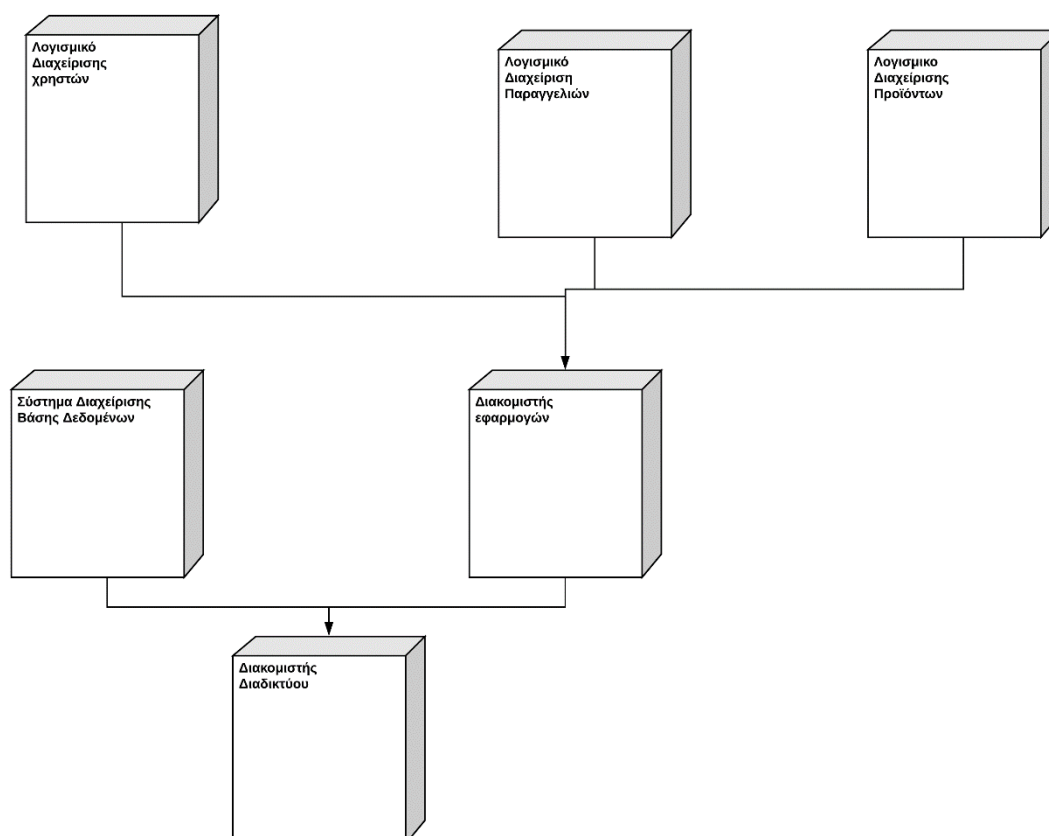 Λογισμικό
Διαχείρισης
χρηστών
Λογισμικό
Διαχείριση
Παραγγελιών
Λογισμικο
Διαχείρισης
Προϊόντων
Σύστημα Διαχείρισης
Βάσης Δεδομένων
Διακομιστής
εφαρμογών
Διακομιστής
Διαδικτύου